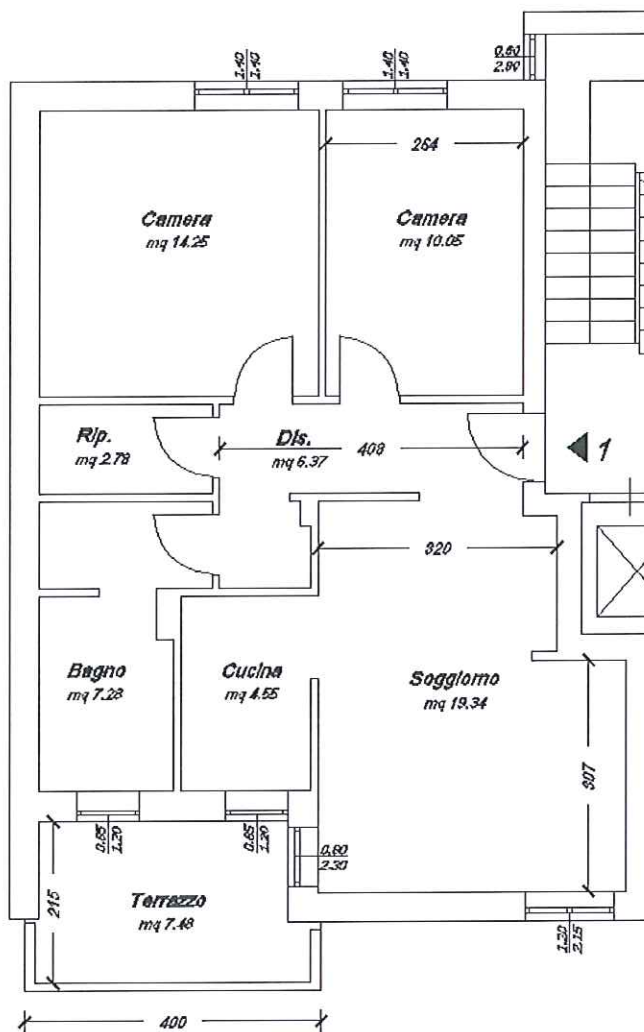 1.40
1.40
1.40
1.40
0.60
2.90
264
Camera
mq 14.25
Camera
mq 10.05
Rip.
mq 2.78
Dis.
mq 6.37
408
1
320
Bagno
mq 7.28
Cucina
mq 4.55
Soggiorno
mq 19.34
307
0.85
1.20
0.85
1.20
0.80
2.30
215
Terrazzo
mq 7.48
1.20
2.15
400